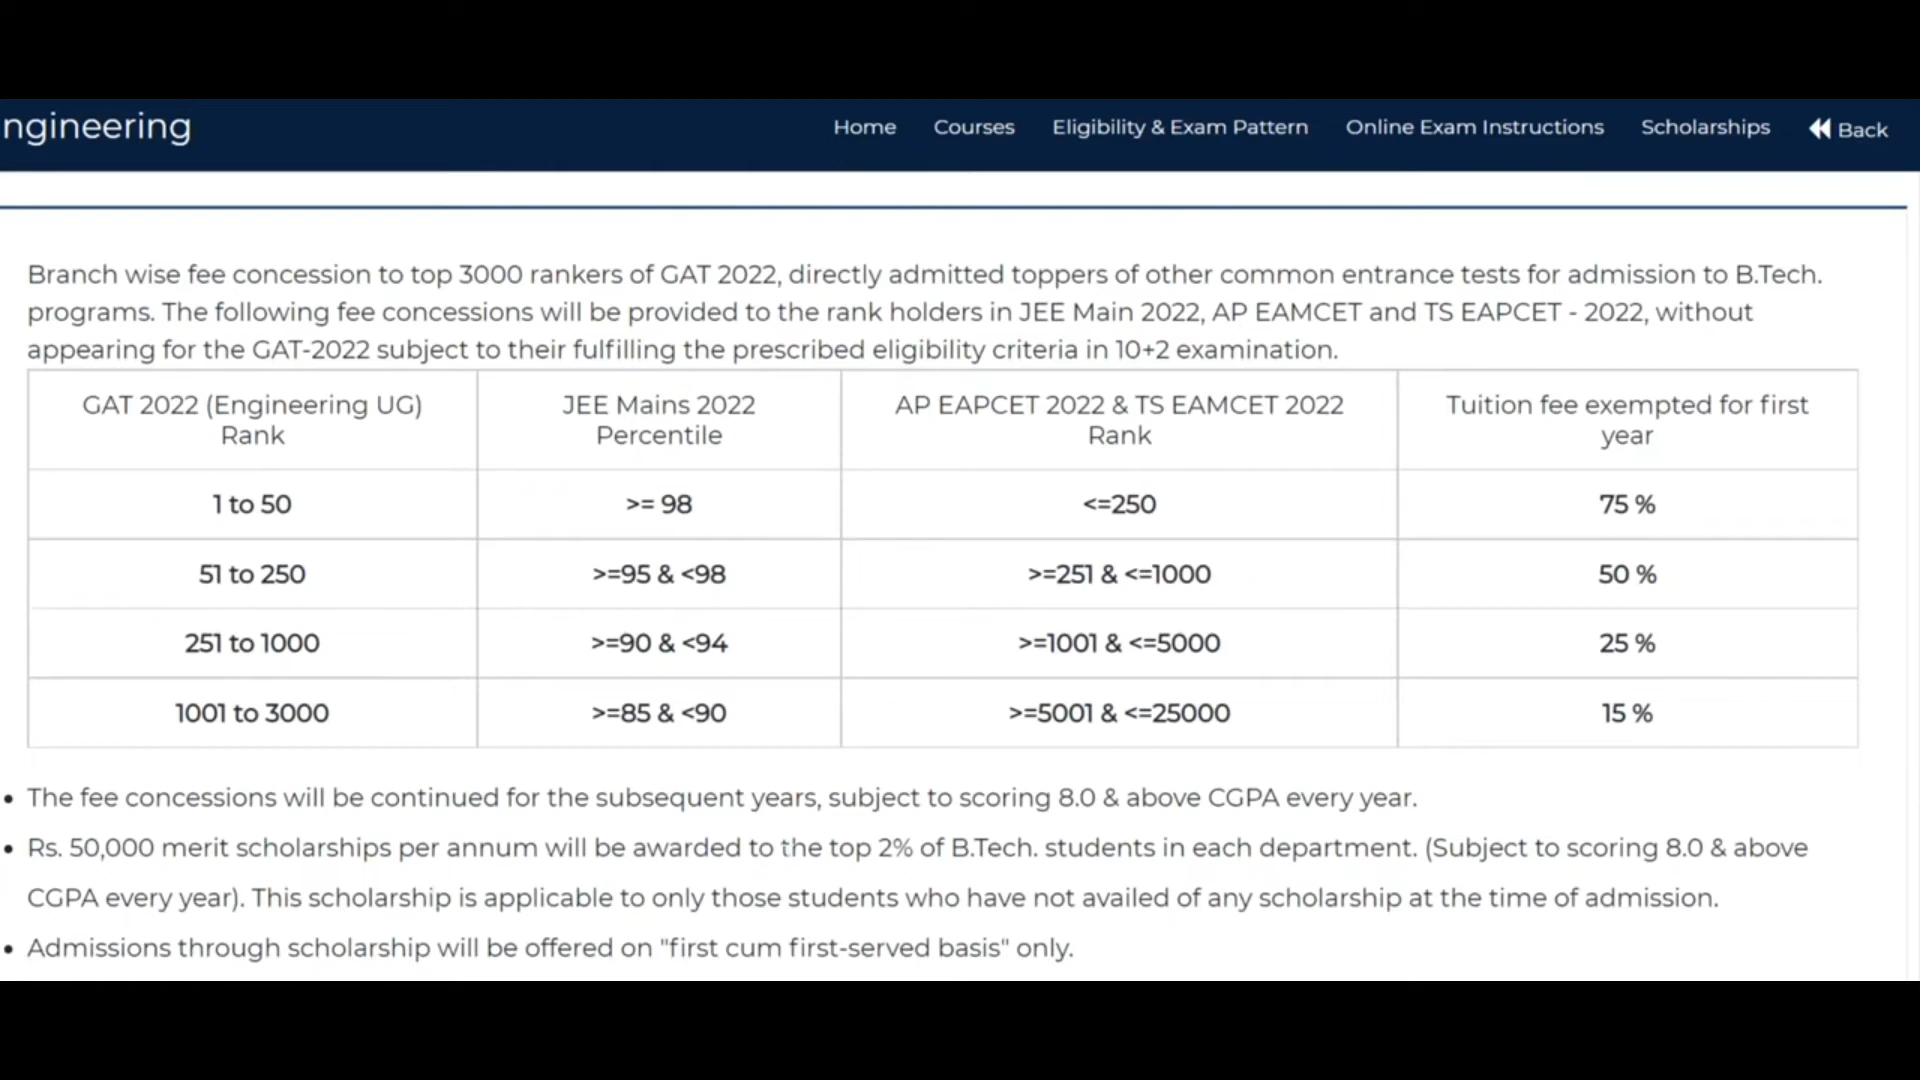 ngineering
Home Courses Eligibility & Exam Pattern Online Exam Instructions Scholarships Back
Branch wise fee concession to top 3000 rankers of GAT 2022, directly admitted toppers of other common entrance tests for admission to B.Tech.
programs. The following fee concessions will be provided to the rank holders in JEE Main 2022, AP EAMCET and TS EAPCET - 2022, without
appearing for the GAT-2022 subject to their fulfilling the prescribed eligibility criteria in 10+2 examination.
GAT 2022 (Engineering UG) JEE Mains 2022 AP EAPCET 2022 & TS EAMCET 2022 Tuition fee exempted for first
Rank Percentile Rank year
1 to 50 >= 98 <=250 75 %
51 to 250 >=95 & <98 >=251 & <=1000 50 %
251 to 1000 >=90 & <94 >=1001 & <=5000 25 %
1001 to 3000 >=85 & <90 >=5001 & <=25000 15 %
• The fee concessions will be continued for the subsequent years, subject to scoring 8.0 & above CGPA every year.
• Rs. 50,000 merit scholarships per annum will be awarded to the top 2% of B.Tech. students in each department. (Subject to scoring 8.0 & above
CGPA every year). This scholarship is applicable to only those students who have not availed of any scholarship at the time of admission.
• Admissions through scholarship will be offered on "first cum first-served basis" only.